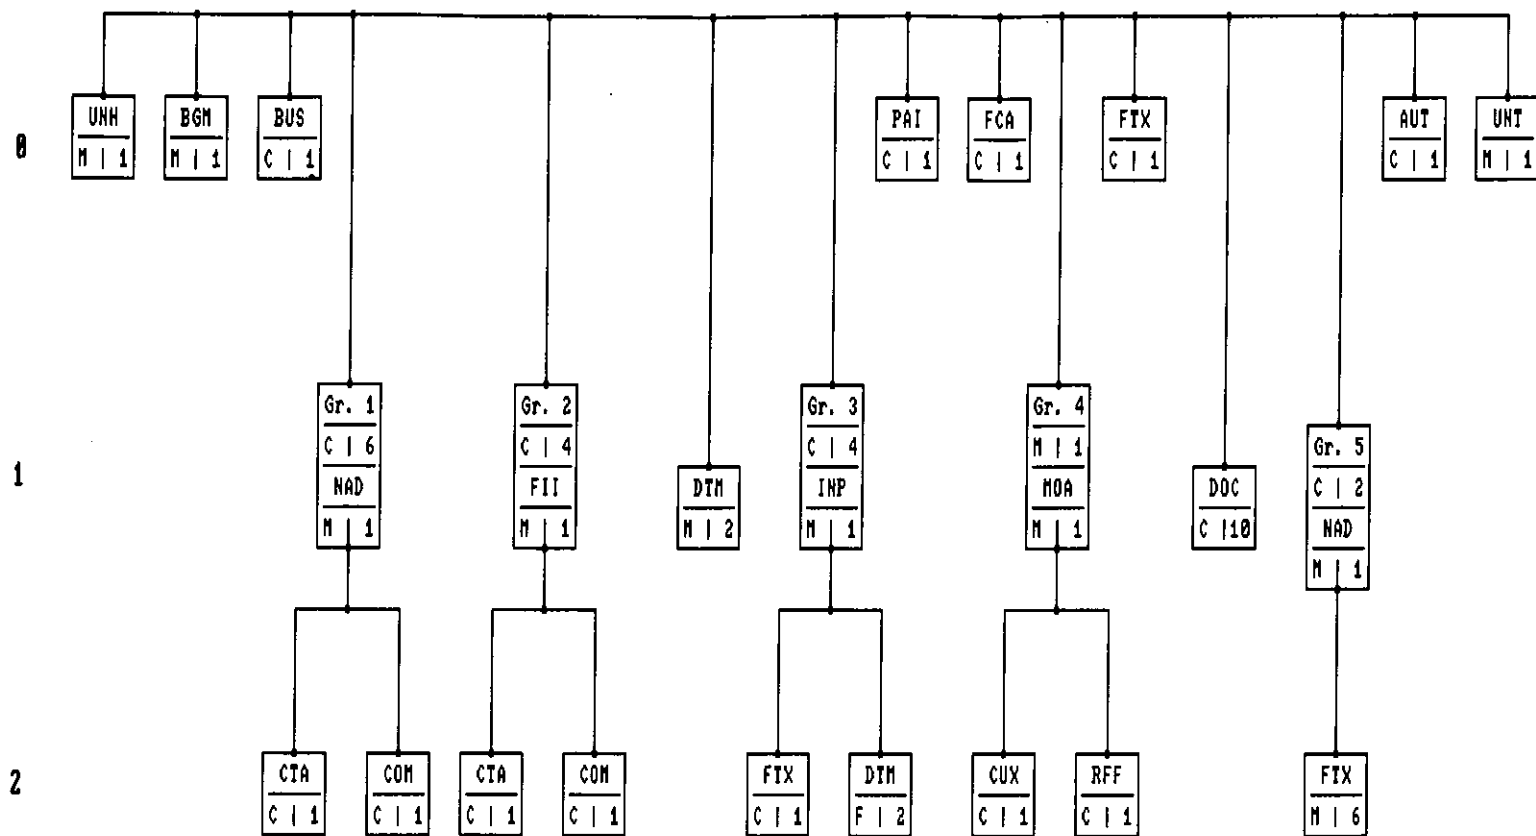 UNH BGM BUS PAI FCA FTX AUT UNT
0 M | 1 M | 1 C | 1 C | 1 C | 1 C | 1 C | 1 M | 1
Gr. 1 Gr. 2 Gr. 3 Gr. 4
C | 6 C | 4 C | 4 M | 1 Gr. 5
1 NAD FII DTM INP MOA DOC C | 2
M | 1 M | 1 M | 2 M | 1 M | 1 C |10 NAD
M | 1
CTA COM CTA COM FTX DTM CUX RFF FTX
2 C | 1 C | 1 C | 1 C | 1 C | 1 F | 2 C | 1 C | 1 M | 6